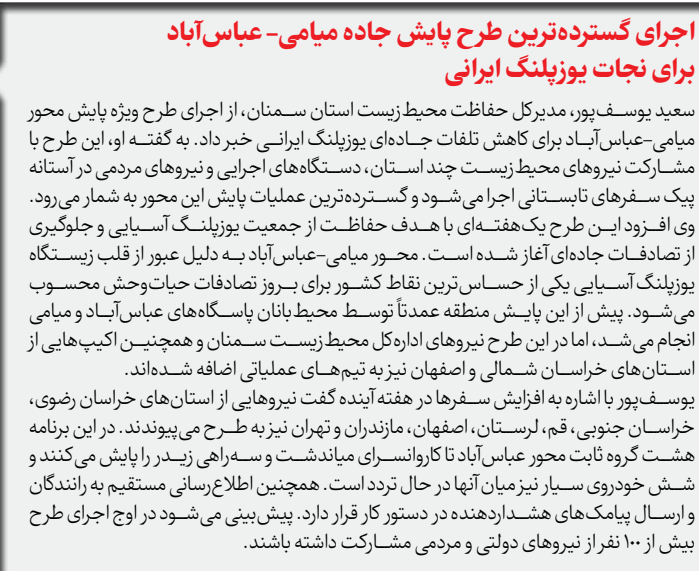 اجرای گسترده‌ترین طرح پایش جاده میامی- عباس‌آباد
برای نجات یوزپلنگ ایرانی
سعید یوسف‌پور، مدیرکل حفاظت محیط‌زیست استان سمنان، از اجرای طرح ویژه پایش محور
میامی-عباس‌آباد برای کاهش تلفات جاده‌ای یوزپلنگ ایرانی خبر داد. به گفته او، این طرح با
مشارکت نیروهای محیط‌زیست چند استان، دستگاه‌های اجرایی و نیروهای مردمی در آستانه
پیک سفرهای تابستانی اجرا می‌شود و گسترده‌ترین عملیات پایش این محور به شمار می‌رود.
وی افزود این طرح یک‌هفته‌ای با هدف حفاظت از جمعیت یوزپلنگ آسیایی و جلوگیری
از تصادفات جاده‌ای آغاز شده است. محور میامی-عباس‌آباد به دلیل عبور از قلب زیستگاه
یوزپلنگ آسیایی یکی از حساس‌ترین نقاط کشور برای بروز تصادفات حیات‌وحش محسوب
می‌شود. پیش از این پایش منطقه عمدتاً توسط محیط‌بانان پاسگاه‌های عباس‌آباد و میامی
انجام می‌شد، اما در این طرح نیروهای اداره‌کل محیط‌زیست سمنان و همچنین اکیپ‌هایی از
استان‌های خراسان شمالی و اصفهان نیز به تیم‌های عملیاتی اضافه شده‌اند.
یوسف‌پور با اشاره به افزایش سفرها در هفته آینده گفت نیروهایی از استان‌های خراسان رضوی،
خراسان جنوبی، قم، لرستان، اصفهان، مازندران و تهران نیز به طرح می‌پیوندند. در این برنامه
هشت گروه ثابت محور عباس‌آباد تا کاروانسرای میاندشت و سه‌راهی زیدر را پایش می‌کنند و
شش خودروی سیار نیز میان آنها در حال تردد است. همچنین اطلاع‌رسانی مستقیم به رانندگان
و ارسال پیامک‌های هشداردهنده در دستور کار قرار دارد. پیش‌بینی می‌شود در اوج اجرای طرح
بیش از ۱۰۰ نفر از نیروهای دولتی و مردمی مشارکت داشته باشند.